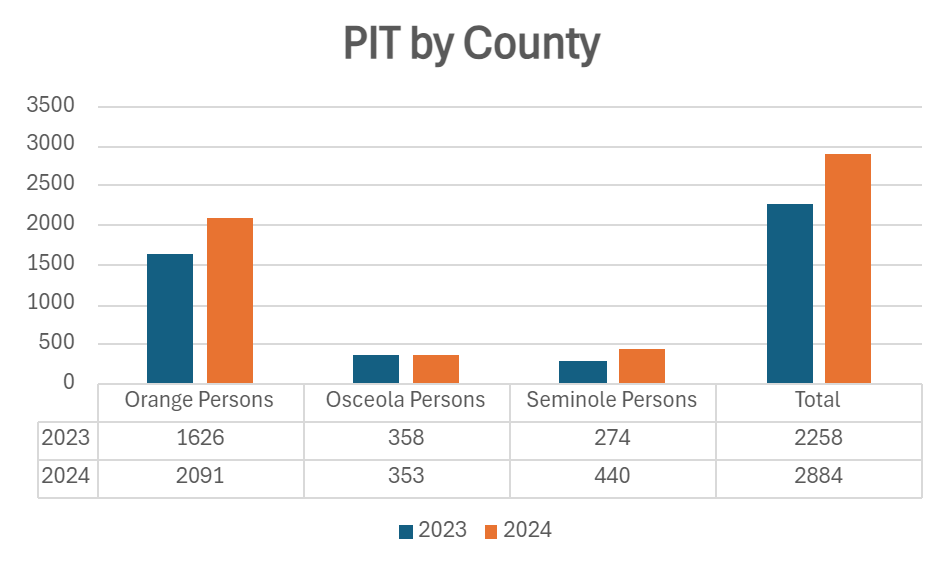 PIT by County
3500
3000
2500
2000
1500
1000
500
0
Orange Persons Osceola Persons Seminole Persons Total
2023 1626 358 274 2258
2024 2091 353 440 2884
2023 2024